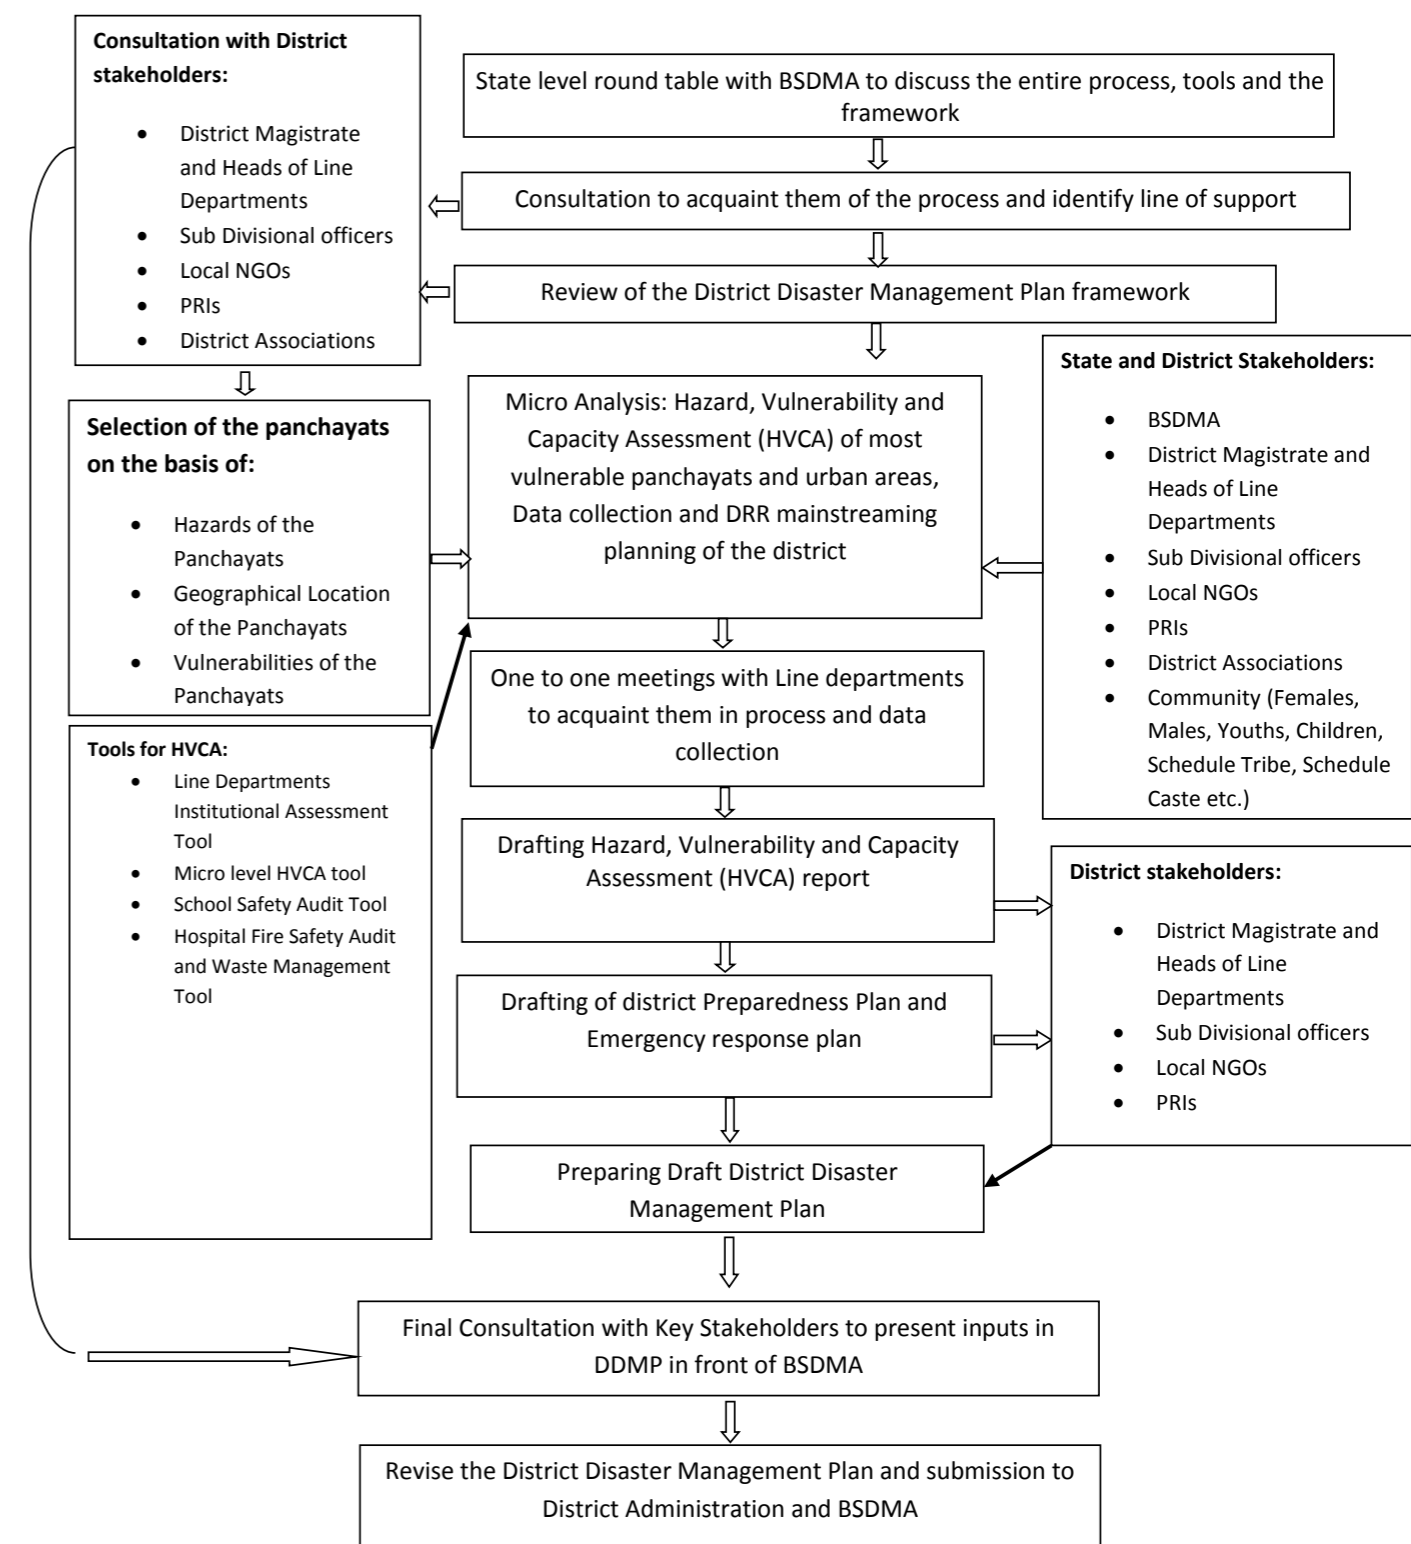 Consultation with District
stakeholders:
• District Magistrate
and Heads of Line
Departments
• Sub Divisional officers
• Local NGOs
• PRIs
• District Associations
State level round table with BSDMA to discuss the entire process, tools and the
framework
Consultation to acquaint them of the process and identify line of support
Review of the District Disaster Management Plan framework
Selection of the panchayats
on the basis of:
• Hazards of the
Panchayats
• Geographical Location
of the Panchayats
• Vulnerabilities of the
Panchayats
Micro Analysis: Hazard, Vulnerability and
Capacity Assessment (HVCA) of most
vulnerable panchayats and urban areas,
Data collection and DRR mainstreaming
planning of the district
State and District Stakeholders:
• BSDMA
• District Magistrate and
Heads of Line
Departments
• Sub Divisional officers
• Local NGOs
• PRIs
• District Associations
• Community (Females,
Males, Youths, Children,
Schedule Tribe, Schedule
Caste etc.)
Tools for HVCA:
• Line Departments
Institutional Assessment
Tool
• Micro level HVCA tool
• School Safety Audit Tool
• Hospital Fire Safety Audit
and Waste Management
Tool
One to one meetings with Line departments
to acquaint them in process and data
collection
Drafting Hazard, Vulnerability and Capacity
Assessment (HVCA) report
District stakeholders:
• District Magistrate and
Heads of Line
Departments
• Sub Divisional officers
• Local NGOs
• PRIs
Drafting of district Preparedness Plan and
Emergency response plan
Preparing Draft District Disaster
Management Plan
Final Consultation with Key Stakeholders to present inputs in
DDMP in front of BSDMA
Revise the District Disaster Management Plan and submission to
District Administration and BSDMA